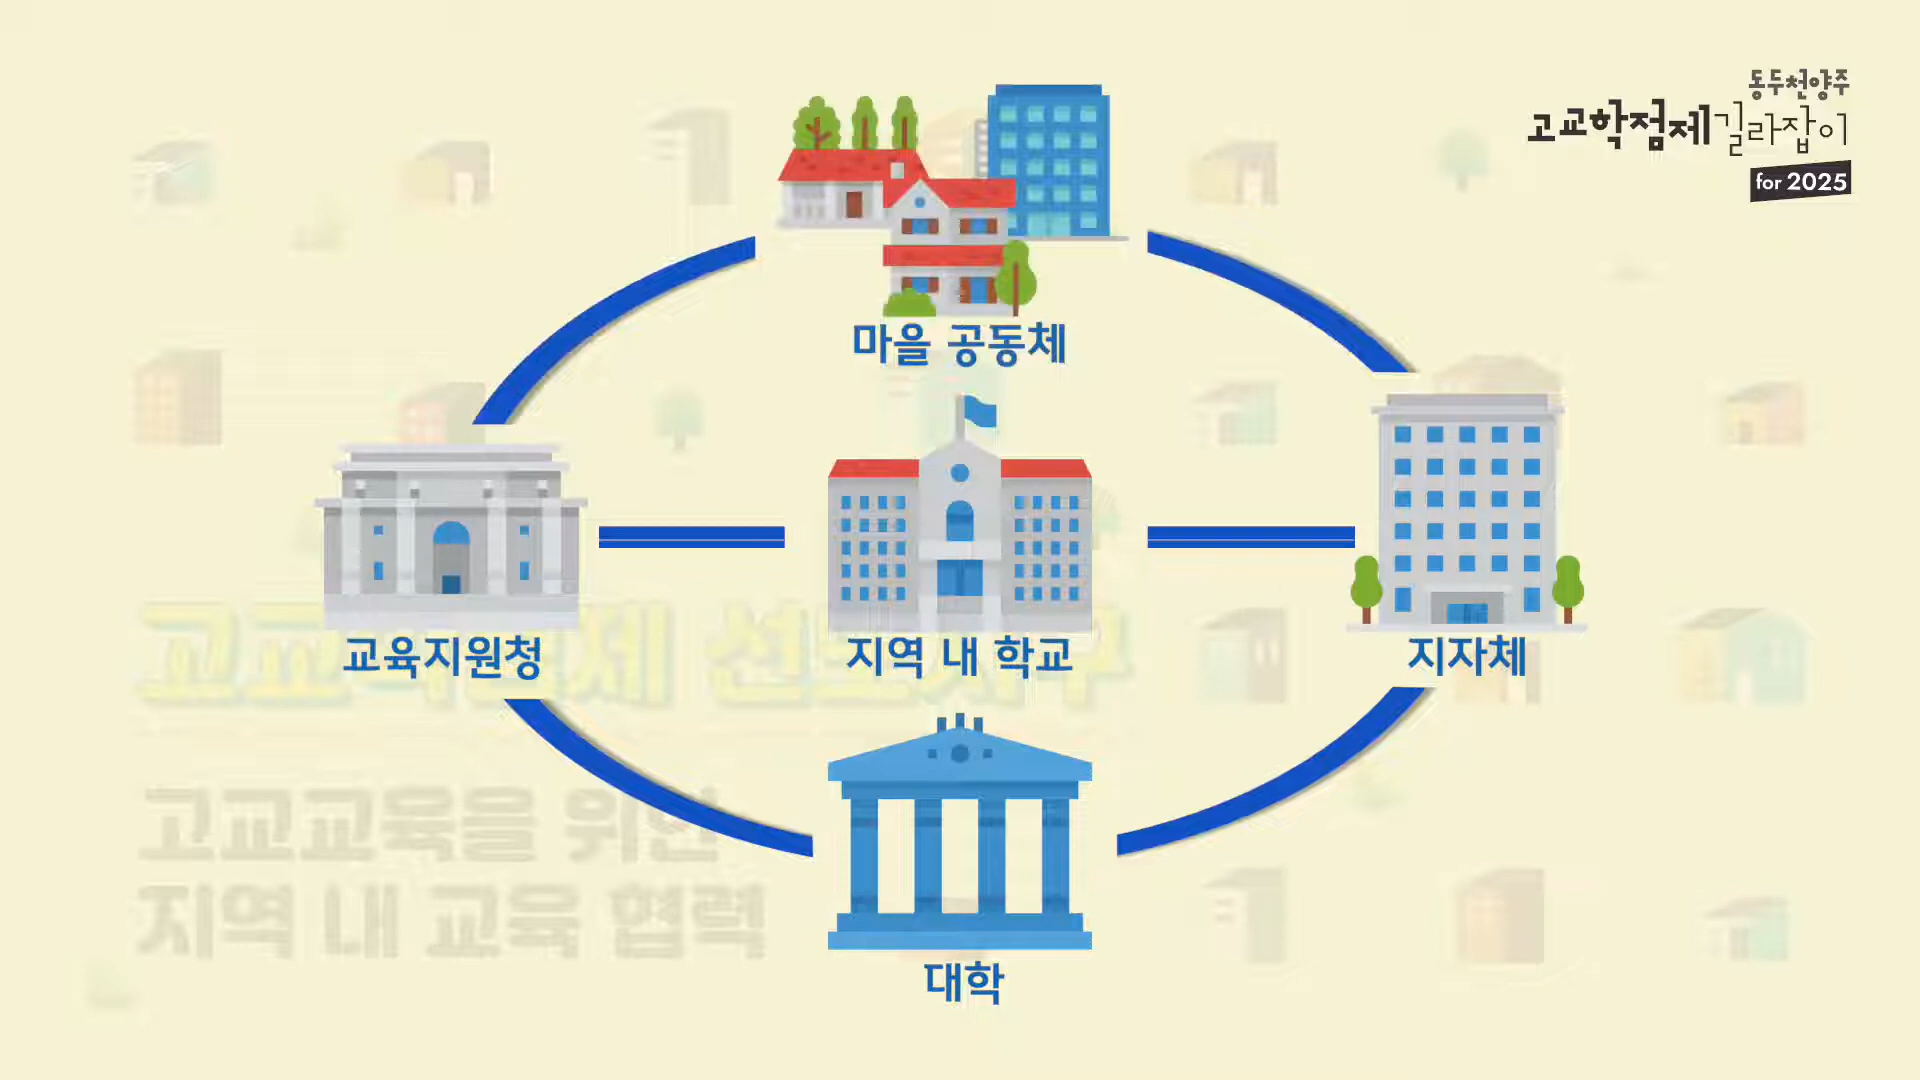 동두천양주
고교학점제길라잡이
for 2025
마을 공동체
교육지원청
지역 내 학교
지자체
고교교육을 위한
지역 내 교육 협력
대학